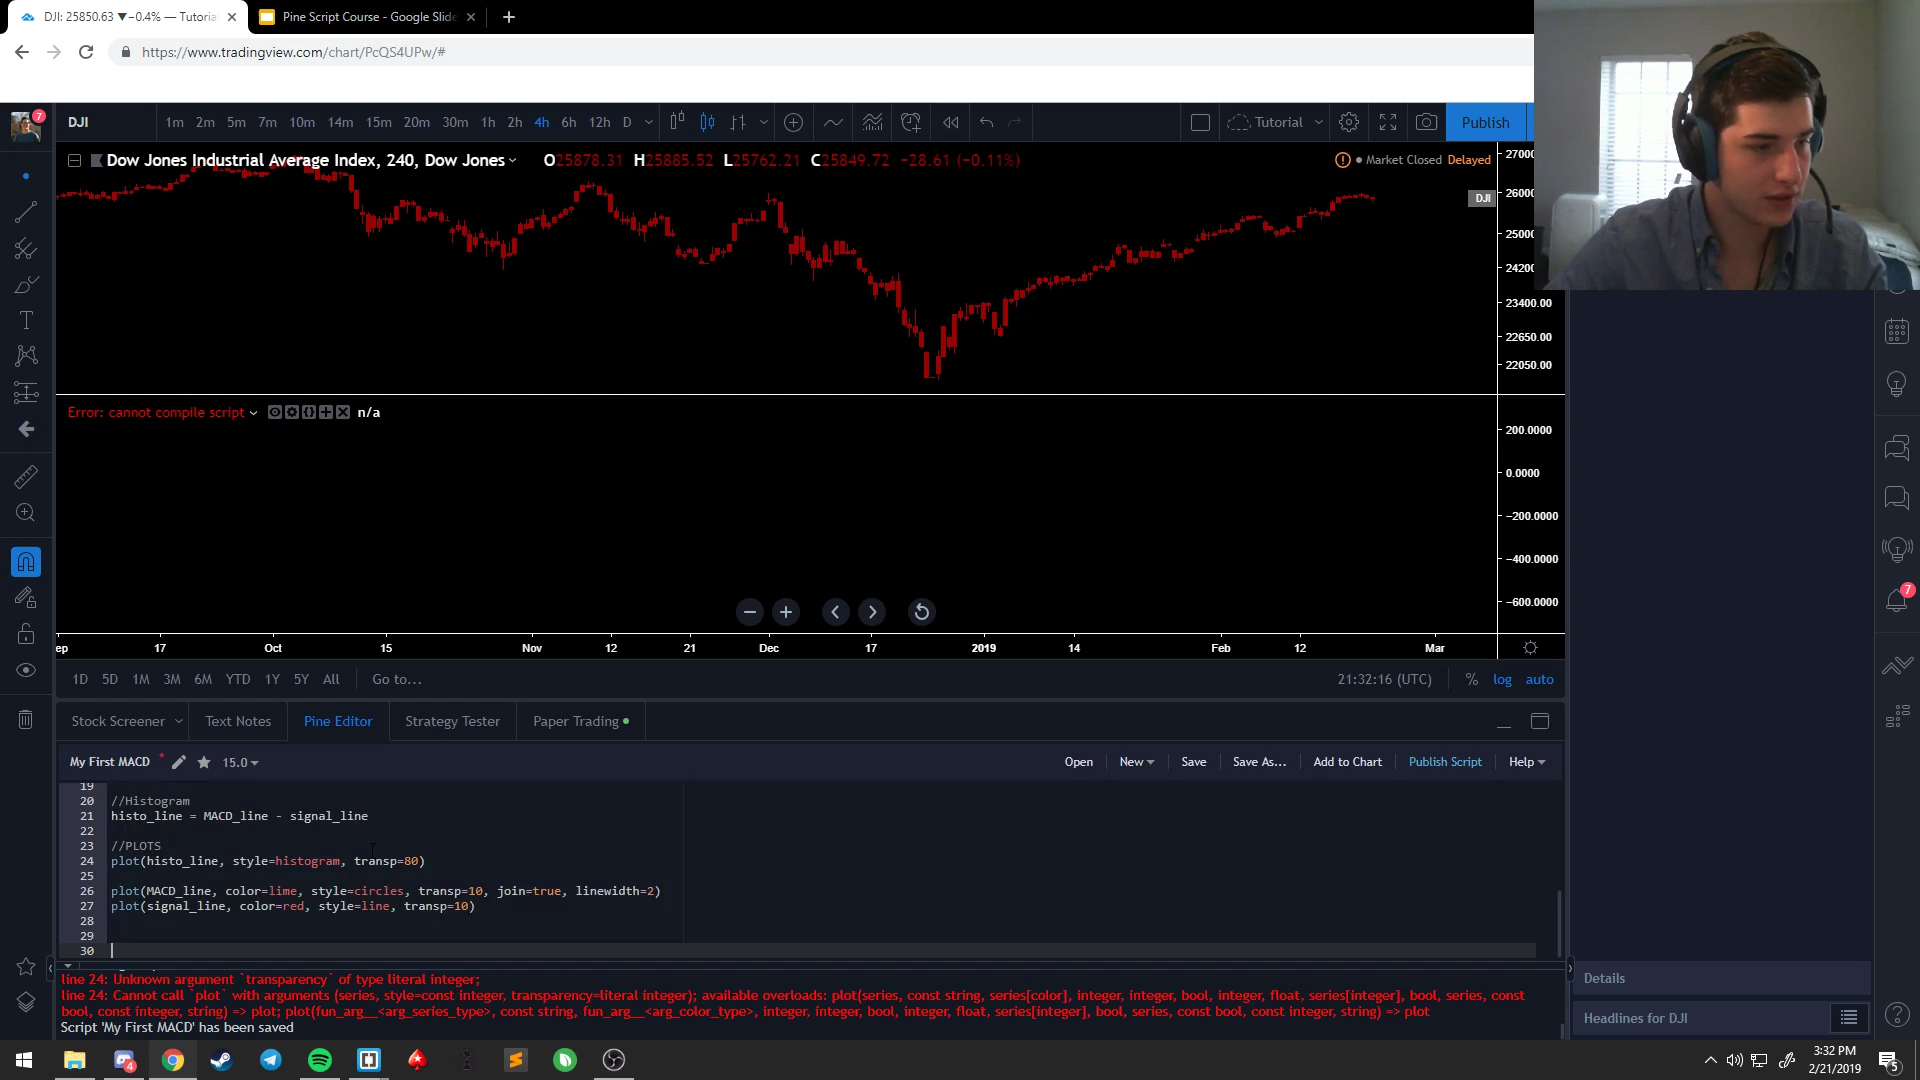 DJI: 25850.63 ▼−0.4% — Tutorial
Pine Script Course - Google Slide
https://www.tradingview.com/chart/PcQS4UPw/#
7
DJI
1m 2m 5m 7m 10m 14m 15m 20m 30m 1h 2h 4h 6h 12h D
Tutorial
Publish
Dow Jones Industrial Average Index, 240, Dow Jones
O25878.31 H25885.52 L25762.21 C25849.72 −28.61 (−0.11%)
Market Closed Delayed
27000
DJI
26000
25000
24200
23400.00
22650.00
22050.00
Error: cannot compile script
n/a
200.0000
0.0000
−200.0000
−400.0000
−600.0000
7
ep 17 Oct 15 Nov 12 21 Dec 17 2019 14 Feb 12 Mar
1D 5D 1M 3M 6M YTD 1Y 5Y All Go to...
21:32:16 (UTC) % log auto
Stock Screener Text Notes Pine Editor Strategy Tester Paper Trading
My First MACD * 15.0
Open New Save Save As... Add to Chart Publish Script Help
19
20 //Histogram
21 histo_line = MACD_line - signal_line
22
23 //PLOTS
24 plot(histo_line, style=histogram, transp=80)
25
26 plot(MACD_line, color=lime, style=circles, transp=10, join=true, linewidth=2)
27 plot(signal_line, color=red, style=line, transp=10)
28
29
30
line 24: Unknown argument `transparency` of type literal integer;
line 24: Cannot call `plot` with arguments (series, style=const integer, transparency=literal integer); available overloads: plot(series, const string, series[color], integer, integer, bool, integer, float, series[integer], bool, series, const
bool, const integer, string) => plot; plot(fun_arg__<arg_series_type>, const string, fun_arg__<arg_color_type>, integer, integer, bool, integer, float, series[integer], bool, series, const bool, const integer, string) => plot
Script 'My First MACD' has been saved
Details
Headlines for DJI
4
3:32 PM
2/21/2019
5